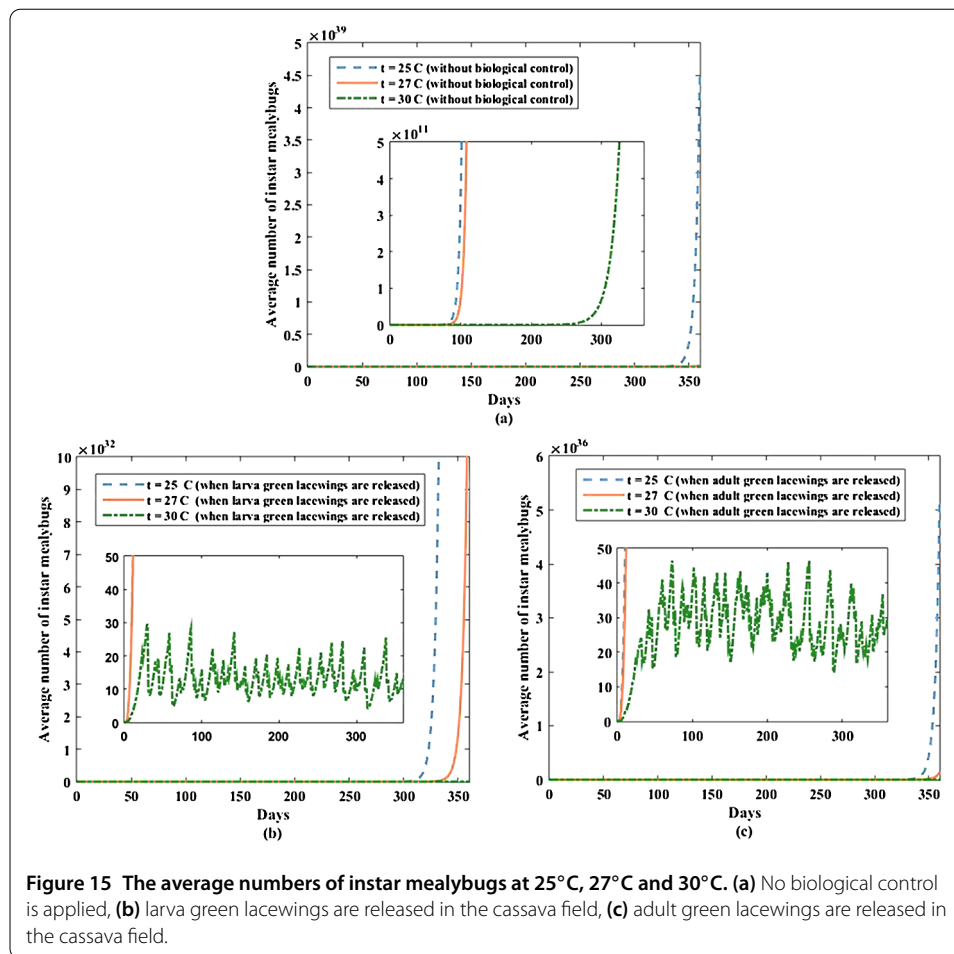 ×10^39
5
4.5
4
3.5
3
2.5
2
1.5
1
0.5
0
Average number of instar mealybugs
t = 25 C (without biological control)
t = 27 C (without biological control)
t = 30 C (without biological control)
×10^11
5
4
3
2
1
0
0 100 200 300
0 50 100 150 200 250 300 350
Days
(a)
×10^32
10
9
8
7
6
5
4
3
2
1
0
Average number of instar mealybugs
t = 25 C (when larva green lacewings are released)
t = 27 C (when larva green lacewings are released)
t = 30 C (when larva green lacewings are released)
50
40
30
20
10
0
0 100 200 300
0 50 100 150 200 250 300 350
Days
(b)
×10^36
6
5
4
3
2
1
0
Average number of instar mealybugs
t = 25 C (when adult green lacewings are released)
t = 27 C (when adult green lacewings are released)
t = 30 C (when adult green lacewings are released)
50
40
30
20
10
0
0 100 200 300
0 50 100 150 200 250 300 350
Days
(c)
Figure 15 The average numbers of instar mealybugs at 25°C, 27°C and 30°C. (a) No biological control
is applied, (b) larva green lacewings are released in the cassava field, (c) adult green lacewings are released in
the cassava field.